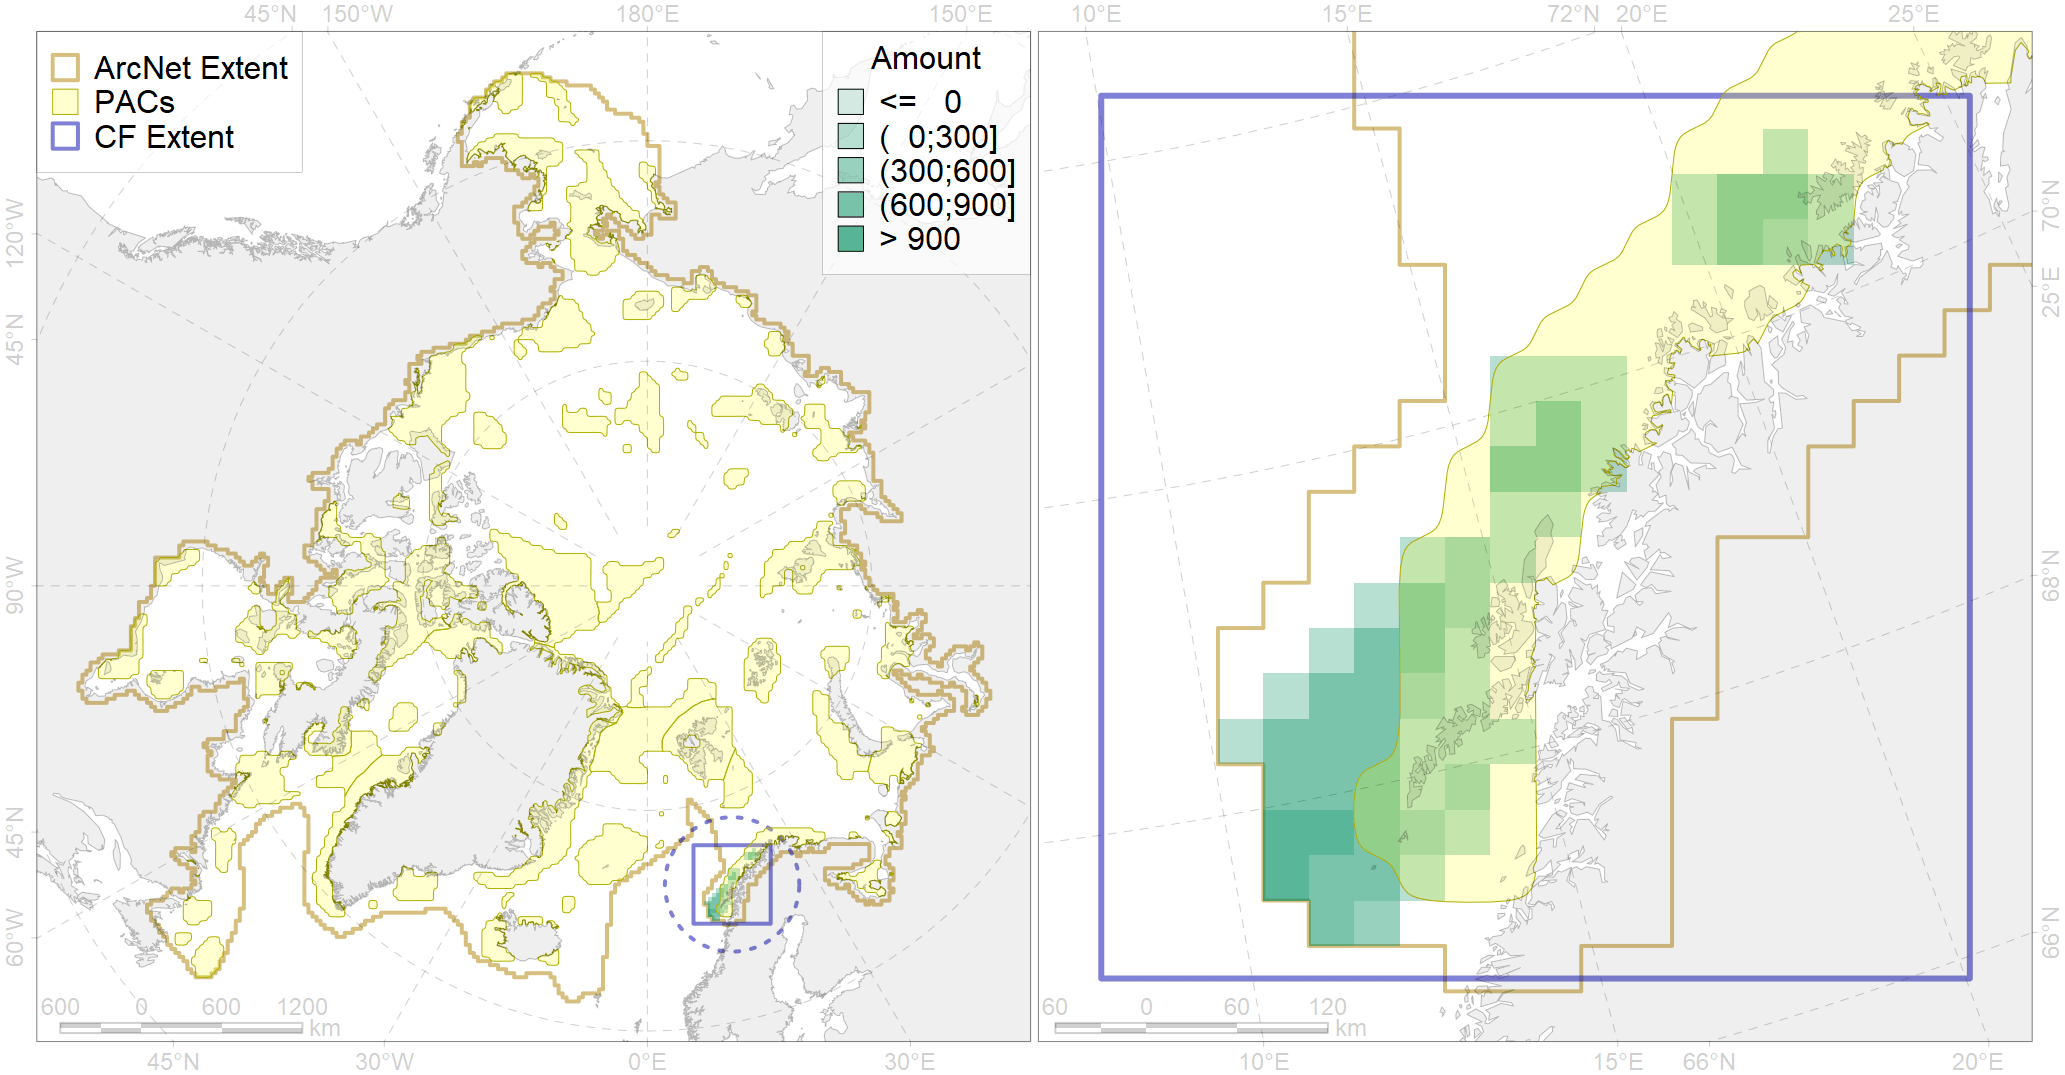 45°N 150°W 180°E 150°E 10°E 15°E 72°N 20°E 25°E
ArcNet Extent
PACs
CF Extent
Amount
<= 0
( 0;300]
(300;600]
(600;900]
> 900
120°W
45°N
90°W
45°N
60°W
70°N
25°E
68°N
66°N
600 0 600 1200
km
60 0 60 120
km
45°N 30°W 0°E 30°E 10°E 15°E 66°N 20°E